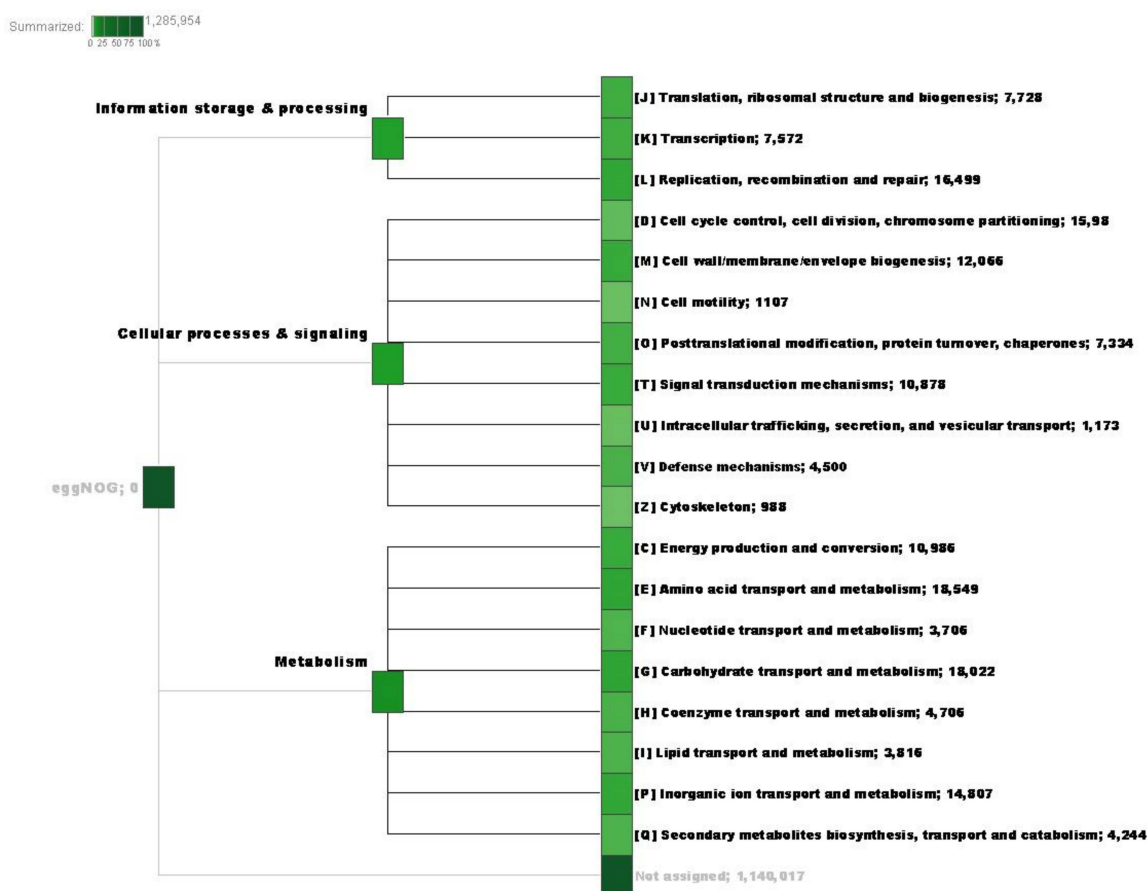 Summarized: 1,285,954
0 25 50 75 100 %
Information storage & processing
[J] Translation, ribosomal structure and biogenesis; 7,728
[K] Transcription; 7,572
[L] Replication, recombination and repair; 16,499
Cellular processes & signaling
[D] Cell cycle control, cell division, chromosome partitioning; 15,98
[M] Cell wall/membrane/envelope biogenesis; 12,066
[N] Cell motility; 1107
[O] Posttranslational modification, protein turnover, chaperones; 7,334
[T] Signal transduction mechanisms; 10,878
[U] Intracellular trafficking, secretion, and vesicular transport; 1,173
[V] Defense mechanisms; 4,500
[Z] Cytoskeleton; 988
eggNOG; 0
Metabolism
[C] Energy production and conversion; 10,986
[E] Amino acid transport and metabolism; 18,549
[F] Nucleotide transport and metabolism; 3,706
[G] Carbohydrate transport and metabolism; 18,022
[H] Coenzyme transport and metabolism; 4,706
[I] Lipid transport and metabolism; 3,816
[P] Inorganic ion transport and metabolism; 14,807
[Q] Secondary metabolites biosynthesis, transport and catabolism; 4,244
Not assigned; 1,140,017